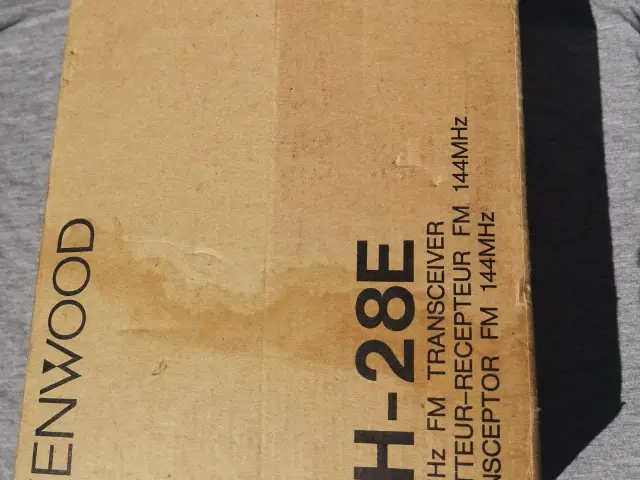 ENWOOD
H-28E
Hz FM TRANSCEIVER
TTEUR-RECEPTEUR FM 144MHz
NSCEPTOR FM 144MHz